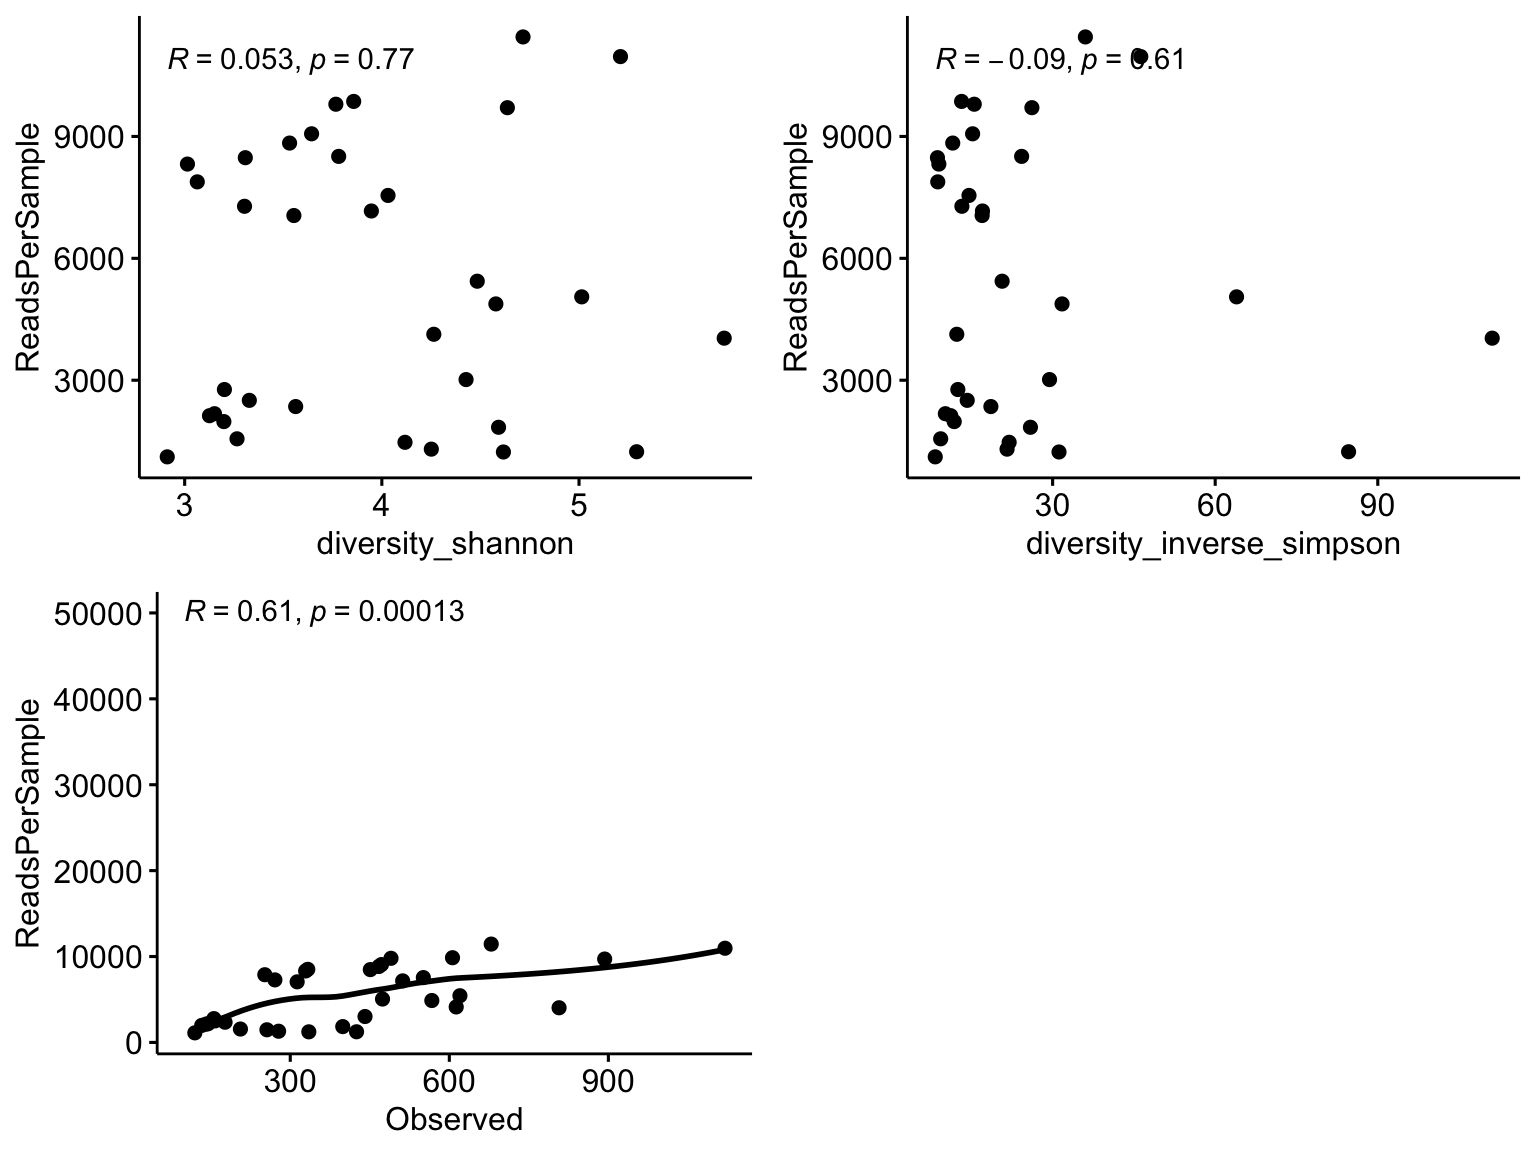 R = 0.053, p = 0.77
ReadsPerSample
9000
6000
3000
3 4 5
diversity_shannon
R = −0.09, p = 0.61
ReadsPerSample
9000
6000
3000
30 60 90
diversity_inverse_simpson
R = 0.61, p = 0.00013
ReadsPerSample
50000
40000
30000
20000
10000
0
300 600 900
Observed